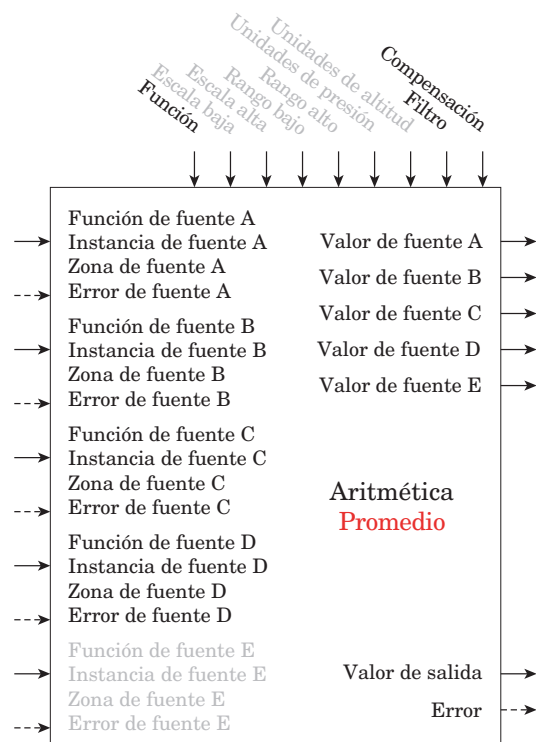 Función
Escala baja
Escala alta
Rango bajo
Rango alto
Unidades de presión
Unidades de altitud
Filtro
Compensación
Función de fuente A
Instancia de fuente A
Zona de fuente A
Error de fuente A
Función de fuente B
Instancia de fuente B
Zona de fuente B
Error de fuente B
Función de fuente C
Instancia de fuente C
Zona de fuente C
Error de fuente C
Función de fuente D
Instancia de fuente D
Zona de fuente D
Error de fuente D
Función de fuente E
Instancia de fuente E
Zona de fuente E
Error de fuente E
Valor de fuente A
Valor de fuente B
Valor de fuente C
Valor de fuente D
Valor de fuente E
Aritmética
Promedio
Valor de salida
Error